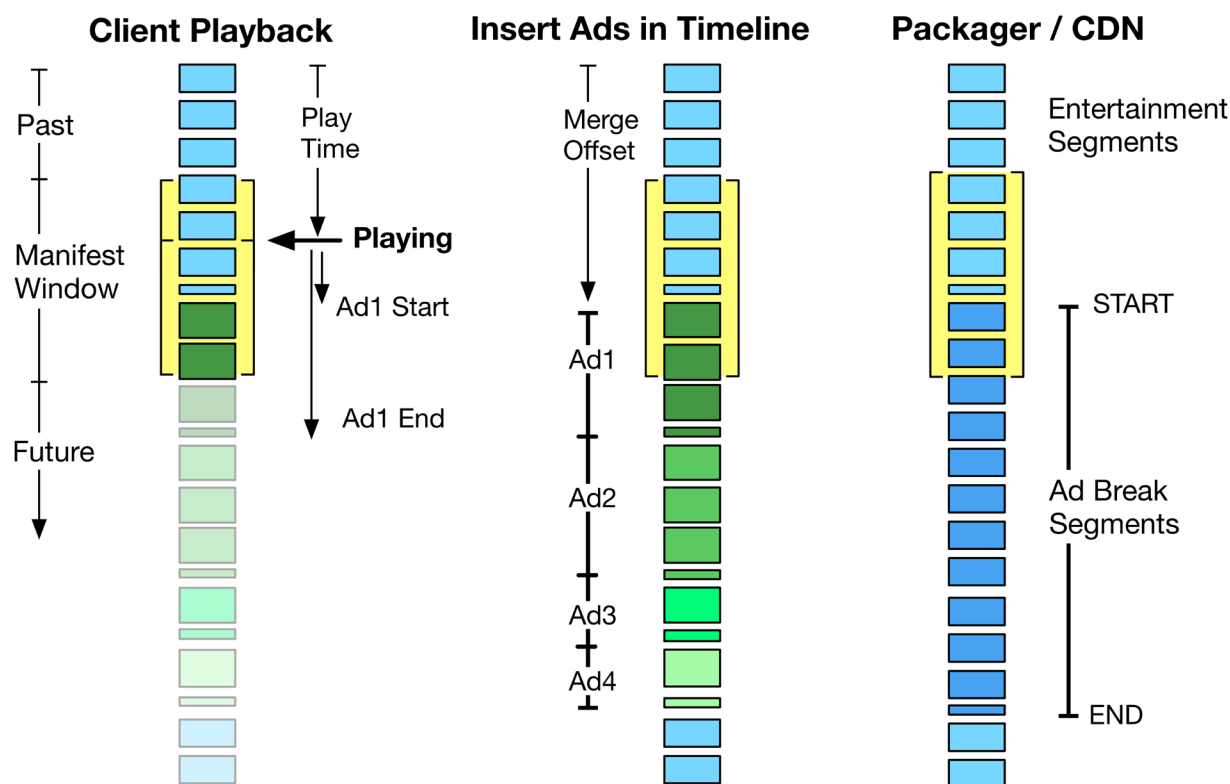 Client Playback
Insert Ads in Timeline
Packager / CDN
Past
Play
Time
Manifest
Window
Playing
Ad1 Start
Ad1 End
Future
Merge
Offset
Ad1
Ad2
Ad3
Ad4
Entertainment
Segments
START
Ad Break
Segments
END